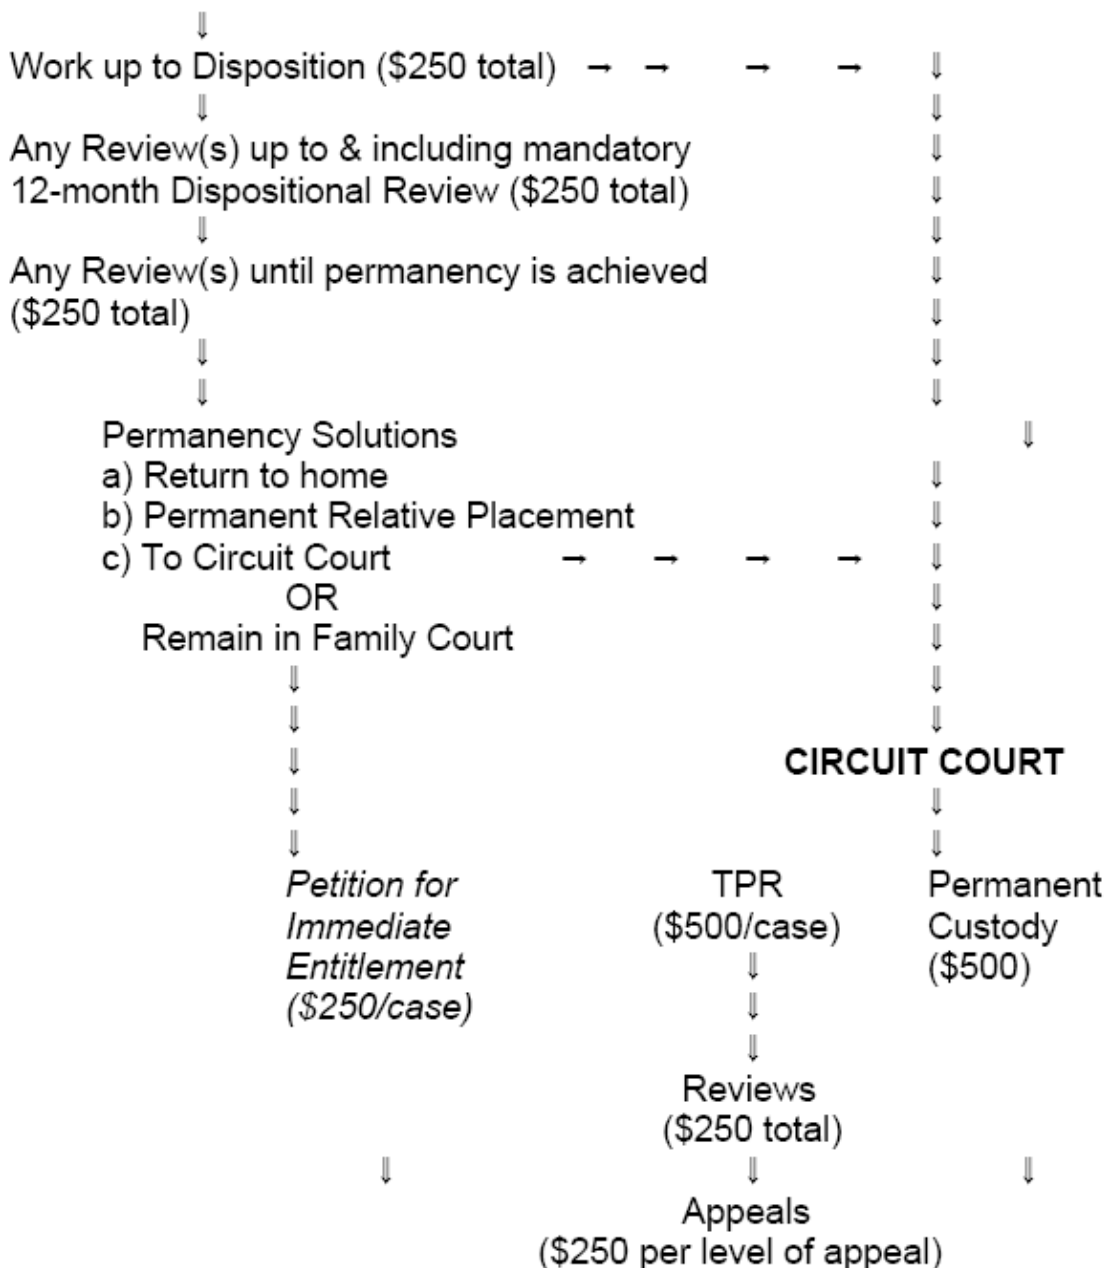 ⇓
Work up to Disposition ($250 total) → → → → ⇓
⇓ ⇓
Any Review(s) up to & including mandatory ⇓
12-month Dispositional Review ($250 total) ⇓
⇓ ⇓
Any Review(s) until permanency is achieved ⇓
($250 total) ⇓
⇓ ⇓
⇓ ⇓
Permanency Solutions ⇓
a) Return to home ⇓
b) Permanent Relative Placement ⇓
c) To Circuit Court → → → → ⇓
OR ⇓
Remain in Family Court ⇓
⇓ ⇓
⇓ ⇓
⇓ CIRCUIT COURT
⇓ ⇓
⇓ ⇓
Petition for TPR Permanent
Immediate ($500/case) Custody
Entitlement ⇓ ($500)
($250/case) ⇓
⇓
Reviews
($250 total)
⇓ ⇓ ⇓
Appeals
($250 per level of appeal)